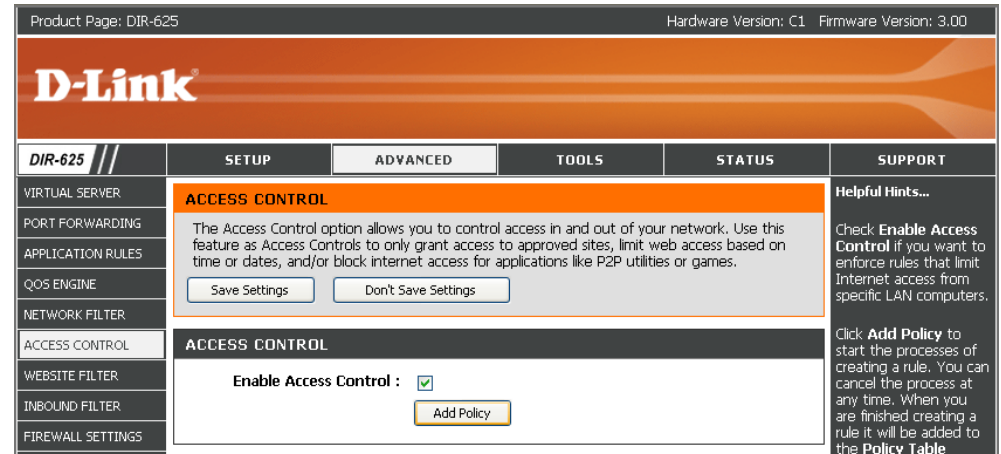 Product Page: DIR-625 Hardware Version: C1 Firmware Version: 3.00
D-Link
DIR-625 SETUP ADVANCED TOOLS STATUS SUPPORT
VIRTUAL SERVER
PORT FORWARDING
APPLICATION RULES
QOS ENGINE
NETWORK FILTER
ACCESS CONTROL
WEBSITE FILTER
INBOUND FILTER
FIREWALL SETTINGS
ACCESS CONTROL
The Access Control option allows you to control access in and out of your network. Use this
feature as Access Controls to only grant access to approved sites, limit web access based on
time or dates, and/or block internet access for applications like P2P utilities or games.
Save Settings Don't Save Settings
ACCESS CONTROL
Enable Access Control :
Add Policy
Helpful Hints...
Check Enable Access
Control if you want to
enforce rules that limit
Internet access from
specific LAN computers.
Click Add Policy to
start the processes of
creating a rule. You can
cancel the process at
any time. When you
are finished creating a
rule it will be added to
the Policy Table